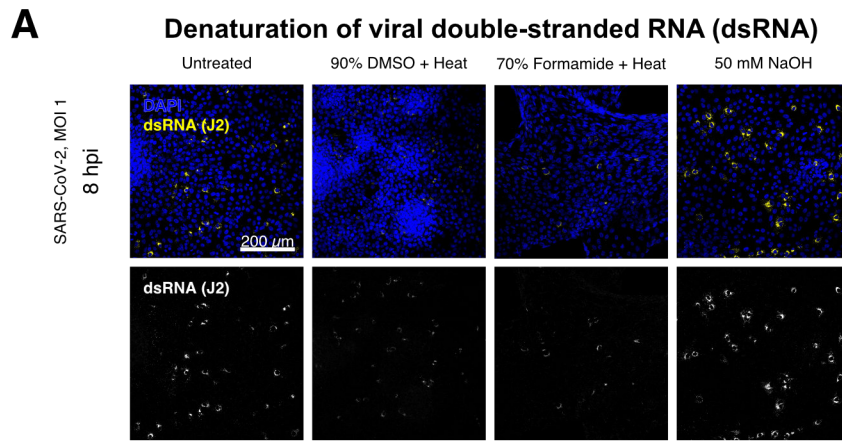 A
Denaturation of viral double-stranded RNA (dsRNA)
Untreated
90% DMSO + Heat
70% Formamide + Heat
50 mM NaOH
SARS-CoV-2, MOI 1
8 hpi
DAPI
dsRNA (J2)
200 µm
dsRNA (J2)